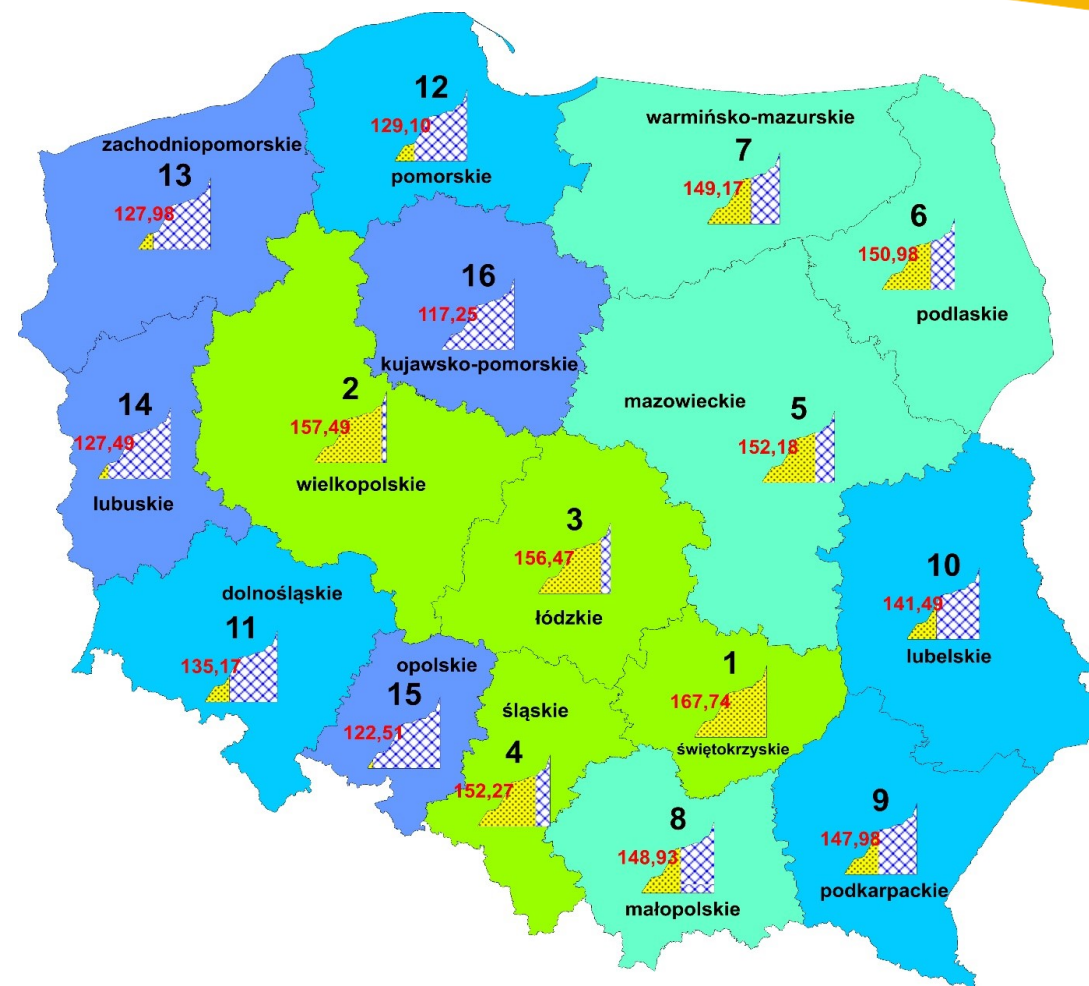 12
129,10
pomorskie
zachodniopomorskie
13
127,98
warmińsko-mazurskie
7
149,17
6
150,98
podlaskie
16
117,25
kujawsko-pomorskie
14
127,49
lubuskie
2
157,49
wielkopolskie
mazowieckie
5
152,18
3
156,47
łódzkie
10
141,49
lubelskie
dolnośląskie
11
135,17
opolskie
15
122,51
śląskie
4
152,27
1
167,74
świętokrzyskie
8
148,93
małopolskie
9
147,98
podkarpackie